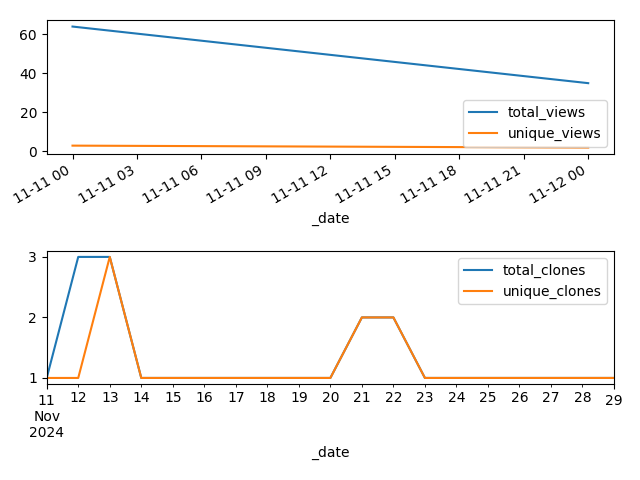 60
40
20
0
total_views
unique_views
11-11 00
11-11 03
11-11 06
11-11 09
11-11 12
11-11 15
11-11 18
11-11 21
11-12 00
_date
3
2
1
total_clones
unique_clones
11 12 13 14 15 16 17 18 19 20 21 22 23 24 25 26 27 28 29
Nov
2024
_date